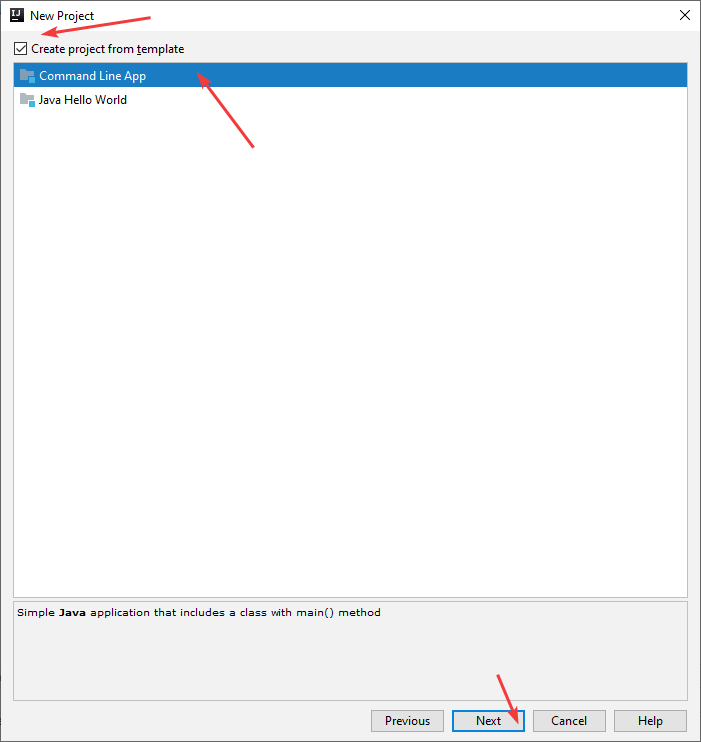 IJ New Project
Create project from template
Command Line App
Java Hello World
Simple Java application that includes a class with main() method
Previous Next Cancel Help